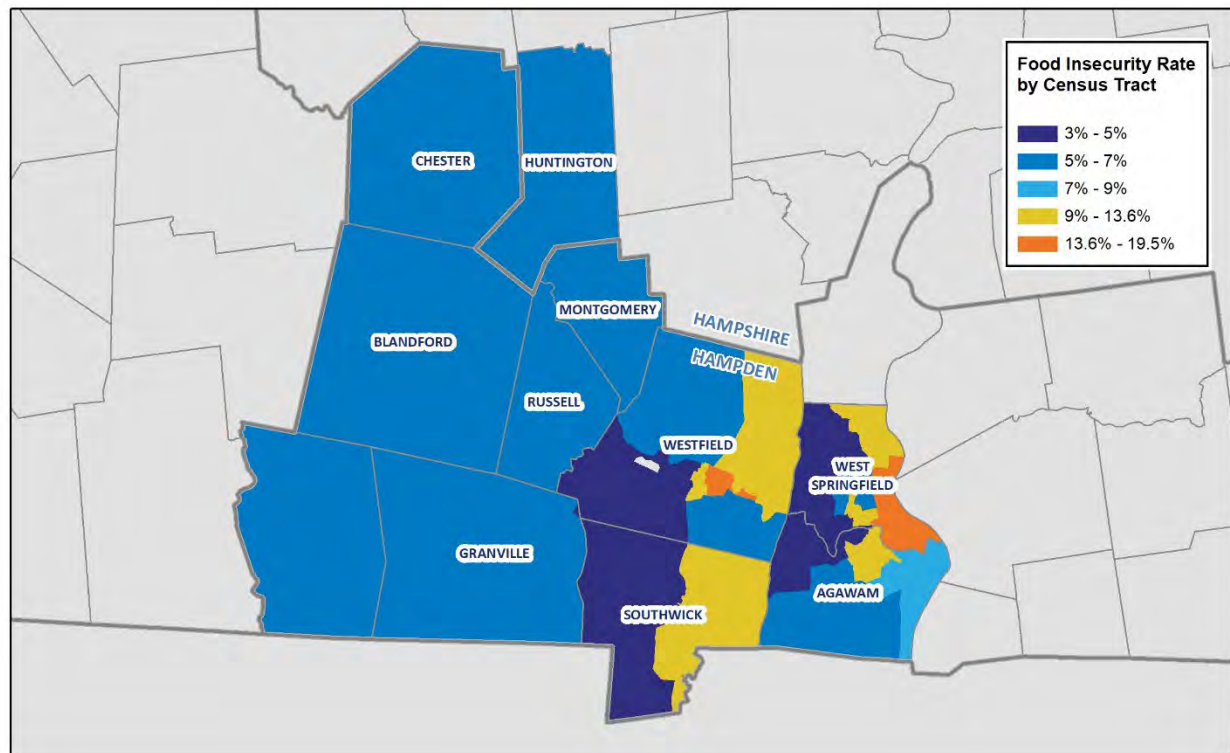 Food Insecurity Rate
by Census Tract
3% - 5%
5% - 7%
7% - 9%
9% - 13.6%
13.6% - 19.5%
CHESTER
HUNTINGTON
MONTGOMERY
HAMPSHIRE
HAMPDEN
BLANDFORD
RUSSELL
WESTFIELD
WEST
SPRINGFIELD
GRANVILLE
AGAWAM
SOUTHWICK